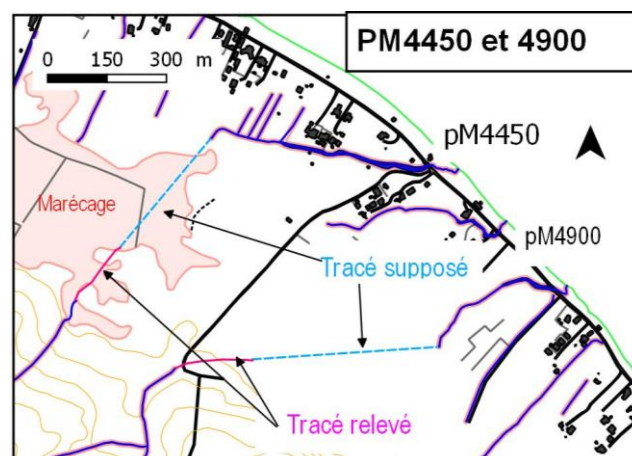 PM4450 et 4900
0 150 300 m
pM4450
Marécage
pM4900
Tracé supposé
Tracé relevé